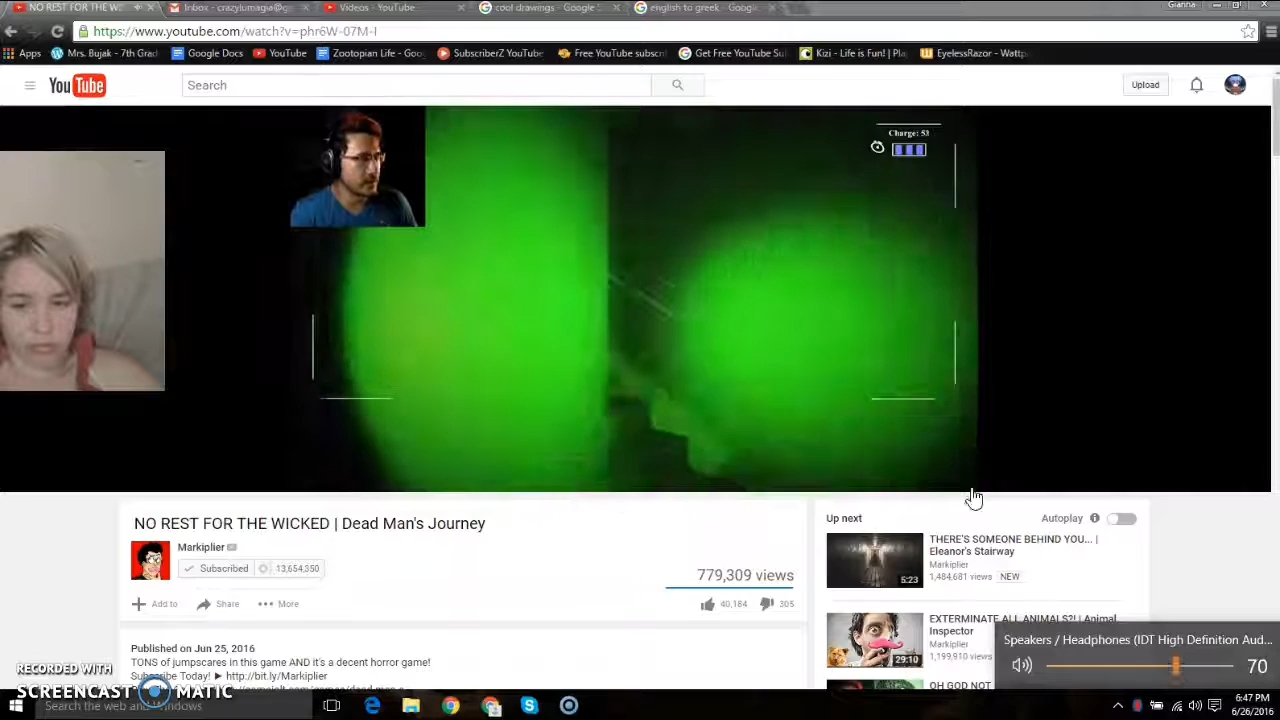 NO REST FOR THE WI
Inbox - crazylumagia@g
Videos - YouTube
cool drawings - Google
english to greek - Google
Gianna
https://www.youtube.com/watch?v=phr6W-07M-I
Apps
Mrs. Bujak - 7th Grad
Google Docs
YouTube
Zootopian Life - Goo
SubscriberZ YouTube
Free YouTube subscri
Get Free YouTube Su
Kizi - Life is Fun! | Pla
EyelessRazor - Wattp
YouTube
Search
Upload
Charge: 53
NO REST FOR THE WICKED | Dead Man's Journey
Markiplier
Subscribed 13,654,350
779,309 views
Add to Share More
40,184 305
Published on Jun 25, 2016
TONS of jumpscares in this game AND it's a decent horror game!
Subscribe Today! ► http://bit.ly/Markiplier
Up next
Autoplay
THERE'S SOMEONE BEHIND YOU... |
Eleanor's Stairway
Markiplier
1,484,681 views NEW
5:23
EXTERMINATE ALL ANIMALS?! | Animal
Inspector
Markiplier
1,199,910 views
29:10
OH GOD NOT
Speakers / Headphones (IDT High Definition Aud...
70
RECORDED WITH
SCREENCAST MATIC
Search the web and Windows
6:47 PM
6/26/2016